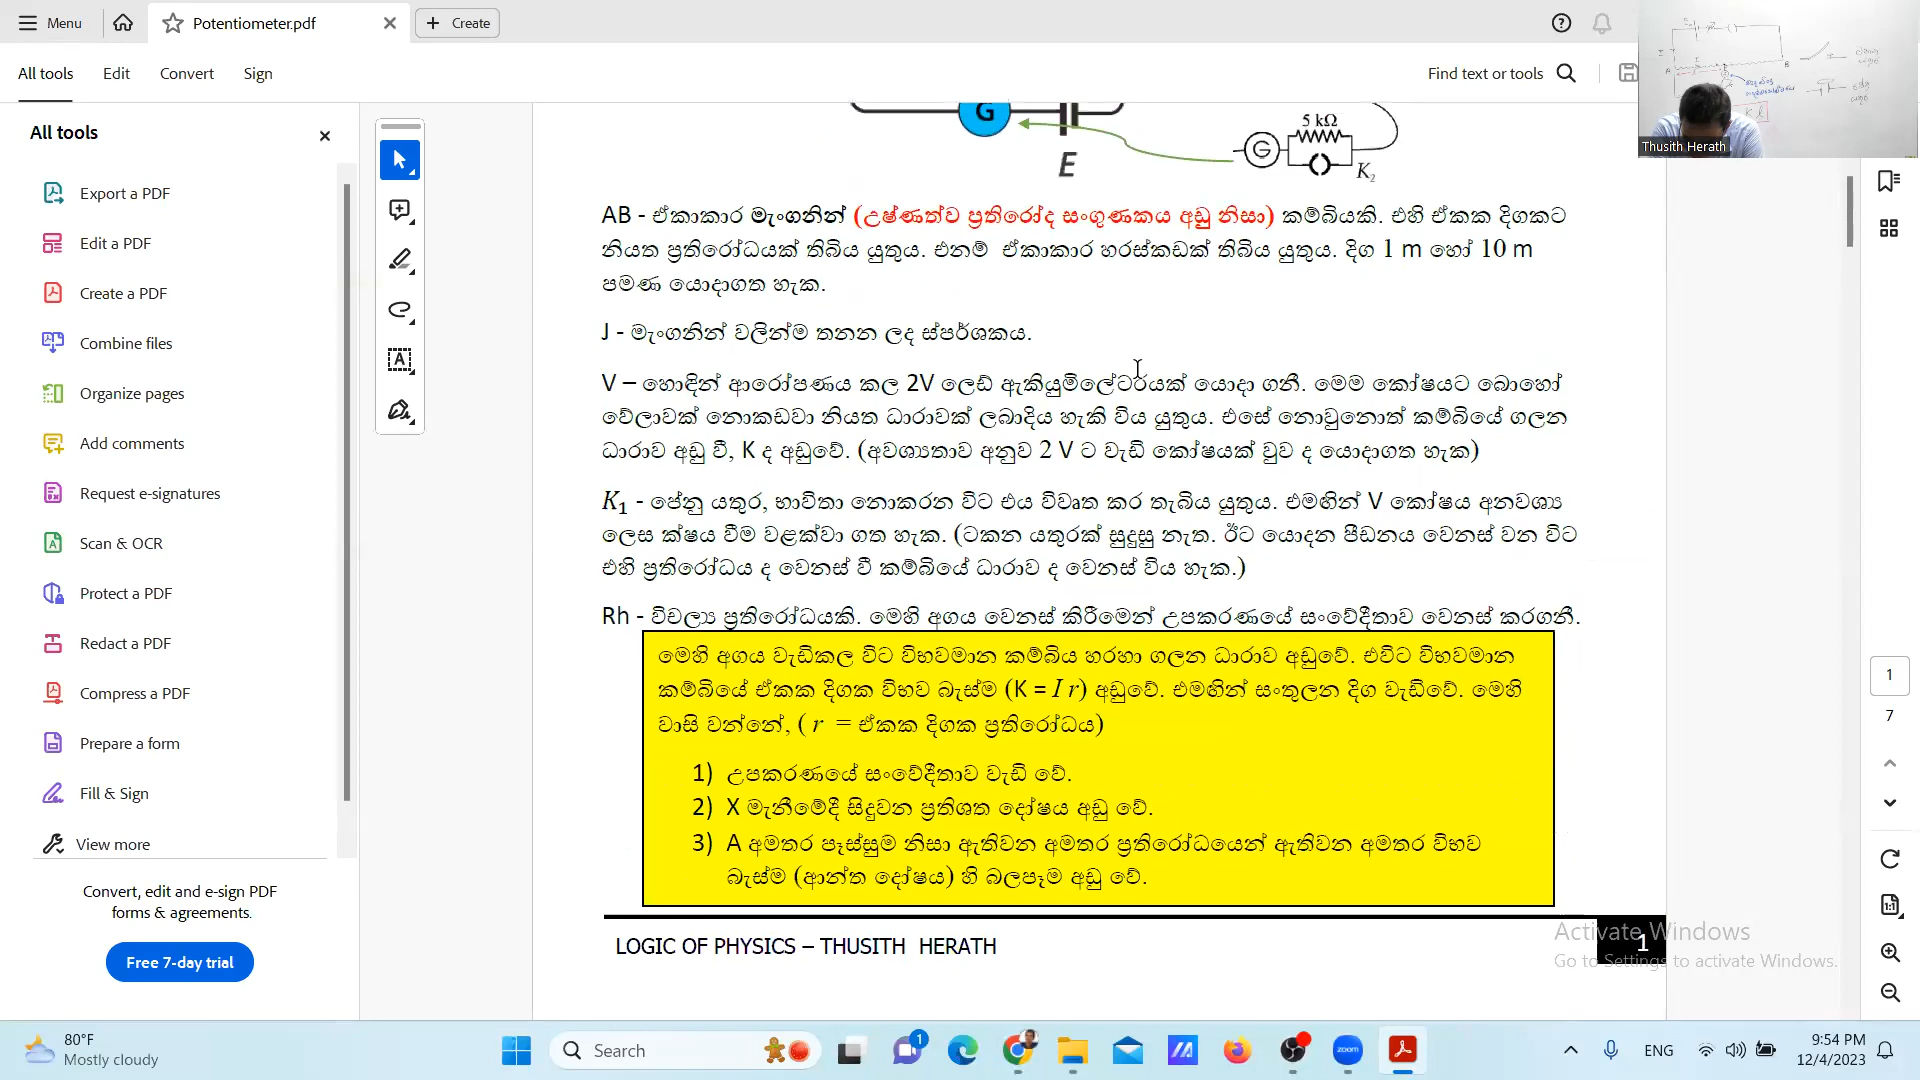 Menu
Potentiometer.pdf
Create
All tools
Edit
Convert
Sign
Find text or tools
Thusith Herath
All tools
Export a PDF
Edit a PDF
Create a PDF
Combine files
Organize pages
Add comments
Request e-signatures
Scan & OCR
Protect a PDF
Redact a PDF
Compress a PDF
Prepare a form
Fill & Sign
View more
Convert, edit and e-sign PDF
forms & agreements.
Free 7-day trial
G
E
G
5 kΩ
K₂
AB - ඒකාකාර මැංගනින් (උෂ්ණත්ව ප්‍රතිරෝද සංගුණකය අඩු නිසා) කම්බියකි. එහි ඒකක දිගකට
නියත ප්‍රතිරෝධයක් තිබිය යුතුය. එනම් ඒකාකාර හරස්කඩක් තිබිය යුතුය. දිග 1 m හෝ 10 m
පමණ යොදාගත හැක.
J - මැංගනින් වලින්ම තනන ලද ස්පර්ශකය.
V – හොඳින් ආරෝපණය කල 2V ලෙඩ් ඇකියුමිලේටරයක් යොදා ගනී. මෙම කෝෂයට බොහෝ
වේලාවක් නොකඩවා නියත ධාරාවක් ලබාදිය හැකි විය යුතුය. එසේ නොවුනොත් කම්බියේ ගලන
ධාරාව අඩු වී, K ද අඩුවේ. (අවශ්‍යතාව අනුව 2 V ට වැඩි කෝෂයක් වුව ද යොදාගත හැක)
K₁ - පේනු යතුර, භාවිතා නොකරන විට එය විවෘත කර තැබිය යුතුය. එමඟින් V කෝෂය අනවශ්‍ය
ලෙස ක්ෂය වීම වළක්වා ගත හැක. (ටකන යතුරක් සුදුසු නැත. ඊට යොදන පීඩනය වෙනස් වන විට
එහි ප්‍රතිරෝධය ද වෙනස් වී කම්බියේ ධාරාව ද වෙනස් විය හැක.)
Rh - විචල්‍ය ප්‍රතිරෝධයකි. මෙහි අගය වෙනස් කිරීමෙන් උපකරණයේ සංවේදීතාව වෙනස් කරගනී.
මෙහි අගය වැඩිකල විට විභවමාන කම්බිය හරහා ගලන ධාරාව අඩුවේ. එවිට විභවමාන
කම්බියේ ඒකක දිගක විභව බැස්ම (K = I r) අඩුවේ. එමඟින් සංතුලන දිග වැඩිවේ. මෙහි
වාසි වන්නේ, ( r = ඒකක දිගක ප්‍රතිරෝධය)
1) උපකරණයේ සංවේදීතාව වැඩි වේ.
2) X මැනීමේදී සිදුවන ප්‍රතිශත දෝෂය අඩු වේ.
3) A අමතර පෑස්සුම නිසා ඇතිවන අමතර ප්‍රතිරෝධයෙන් ඇතිවන අමතර විභව
බැස්ම (ආන්ත දෝෂය) හි බලපෑම අඩු වේ.
LOGIC OF PHYSICS – THUSITH HERATH
1
Activate Windows
Go to Settings to activate Windows.
1
7
80°F
Mostly cloudy
Search
1
zoom
ENG
9:54 PM
12/4/2023